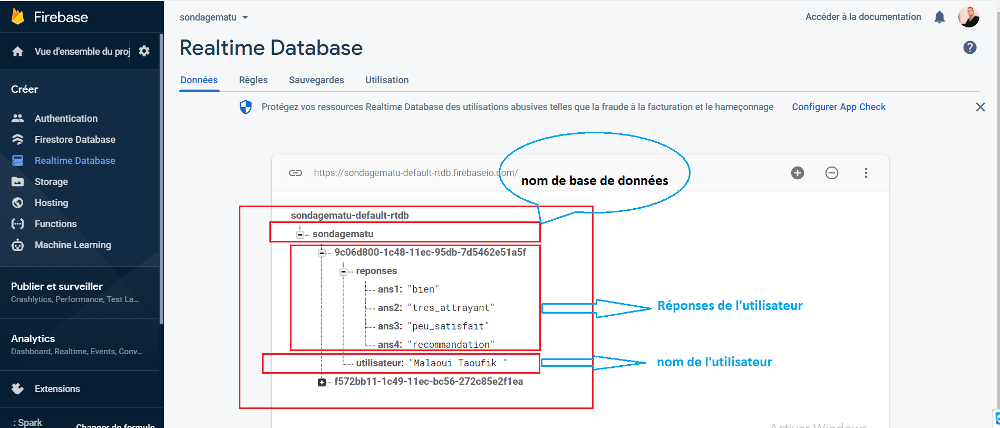 Firebase
sondagematu
Accéder à la documentation
Vue d'ensemble du proj
Realtime Database
?
Données
Règles
Sauvegardes
Utilisation
Créer
Protégez vos ressources Realtime Database des utilisations abusives telles que la fraude à la facturation et le hameçonnage
Configurer App Check
Authentication
Firestore Database
Realtime Database
Storage
Hosting
Functions
Machine Learning
Publier et surveiller
Crashlytics, Performance, Test La...
Analytics
Dashboard, Realtime, Events, Conv...
Extensions
: Spark
Changer de formule
https://sondagematu-default-rtdb.firebaseio.com/
nom de base de données
sondagematu-default-rtdb
sondagematu
9c06d800-1c48-11ec-95db-7d5462e51a5f
reponses
ans1: "bien"
ans2: "tres_attrayant"
Réponses de l'utilisateur
ans3: "peu_satisfait"
ans4: "recommandation"
utilisateur: "Malaoui Taoufik "
nom de l'utilisateur
f572bb11-1c49-11ec-bc56-272c85e2f1ea
Activer Windows